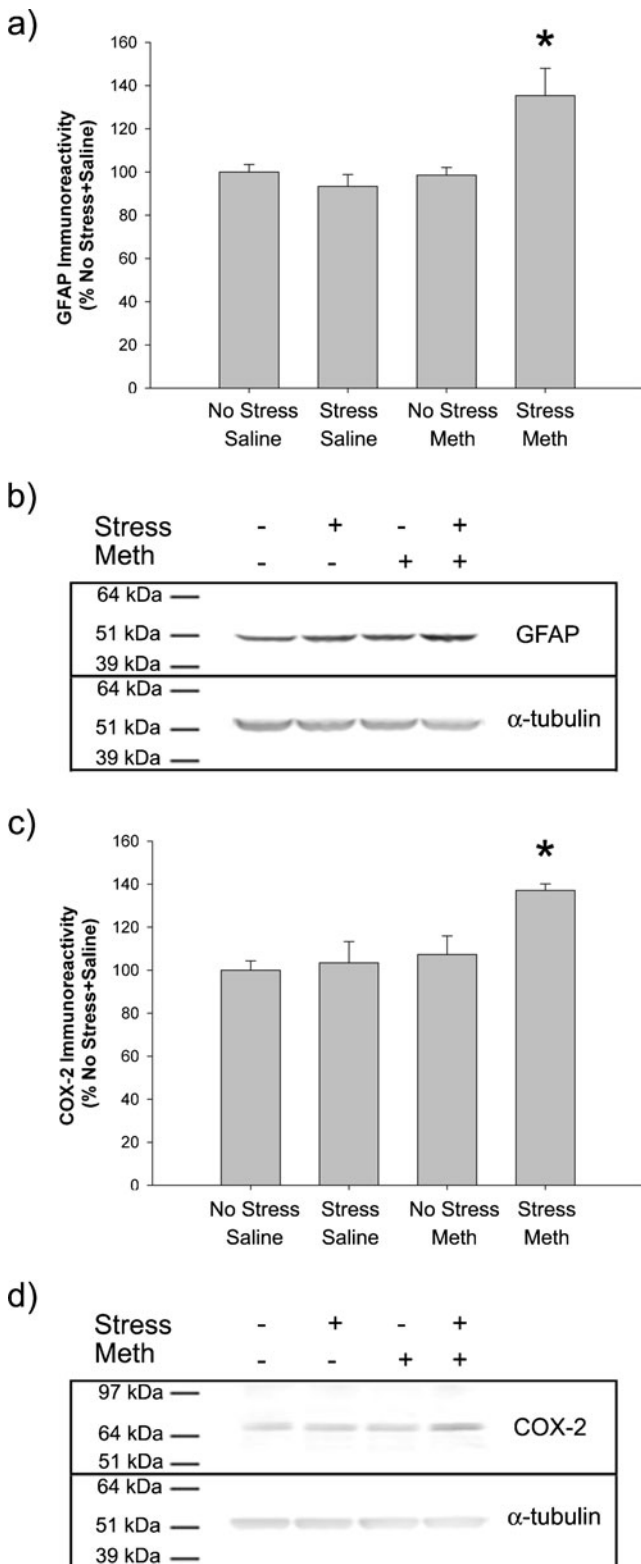 a)
GFAP Immunoreactivity
(% No Stress+Saline)
160
140
120
100
80
60
40
20
0
*
No Stress Stress No Stress Stress
Saline Saline Meth Meth
b)
Stress - + - +
Meth - - + +
64 kDa
51 kDa GFAP
39 kDa
64 kDa
51 kDa α-tubulin
39 kDa
c)
COX-2 Immunoreactivity
(% No Stress+Saline)
160
140
120
100
80
60
40
20
0
*
No Stress Stress No Stress Stress
Saline Saline Meth Meth
d)
Stress - + - +
Meth - - + +
97 kDa
64 kDa COX-2
51 kDa
64 kDa
51 kDa α-tubulin
39 kDa